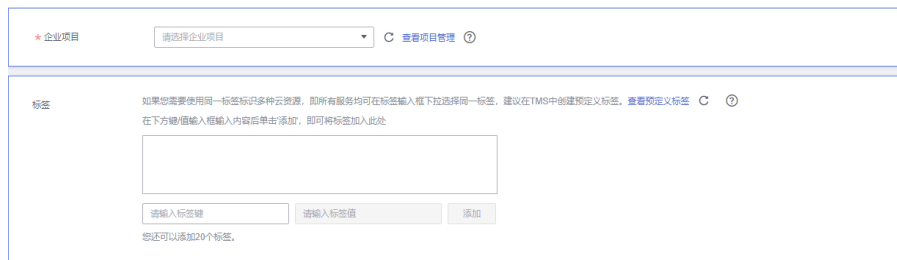 * 企业项目 请选择企业项目 查看项目管理 ?
标签 如果您需要使用同一标签标识多种云资源，即所有服务均可在标签输入框下拉选择同一标签，建议在TMS中创建预定义标签。查看预定义标签 ?
在下方键/值输入框输入内容后单击'添加'，即可将标签加入此处
请输入标签键 请输入标签值 添加
您还可以添加20个标签。